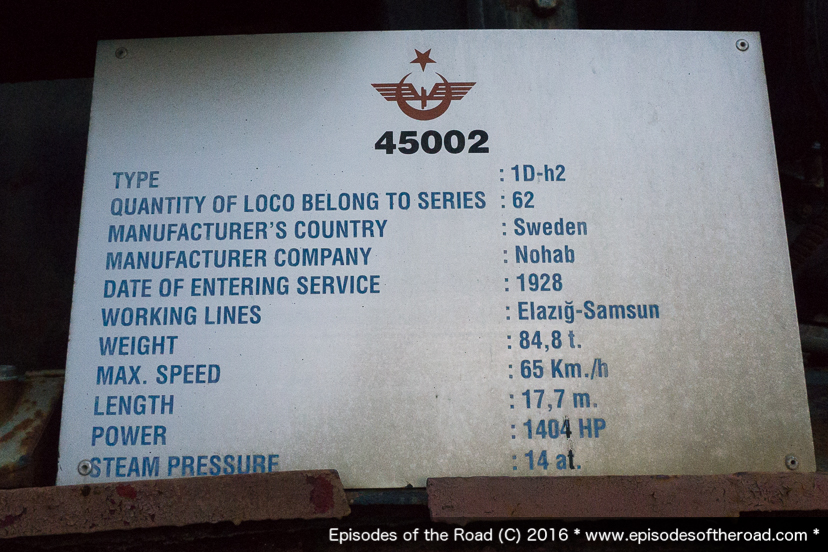 45002
TYPE : 1D-h2
QUANTITY OF LOCO BELONG TO SERIES : 62
MANUFACTURER'S COUNTRY : Sweden
MANUFACTURER COMPANY : Nohab
DATE OF ENTERING SERVICE : 1928
WORKING LINES : Elazığ-Samsun
WEIGHT : 84,8 t.
MAX. SPEED : 65 Km./h
LENGTH : 17,7 m.
POWER : 1404 HP
STEAM PRESSURE : 14 at.
Episodes of the Road (C) 2016 * www.episodesoftheroad.com *